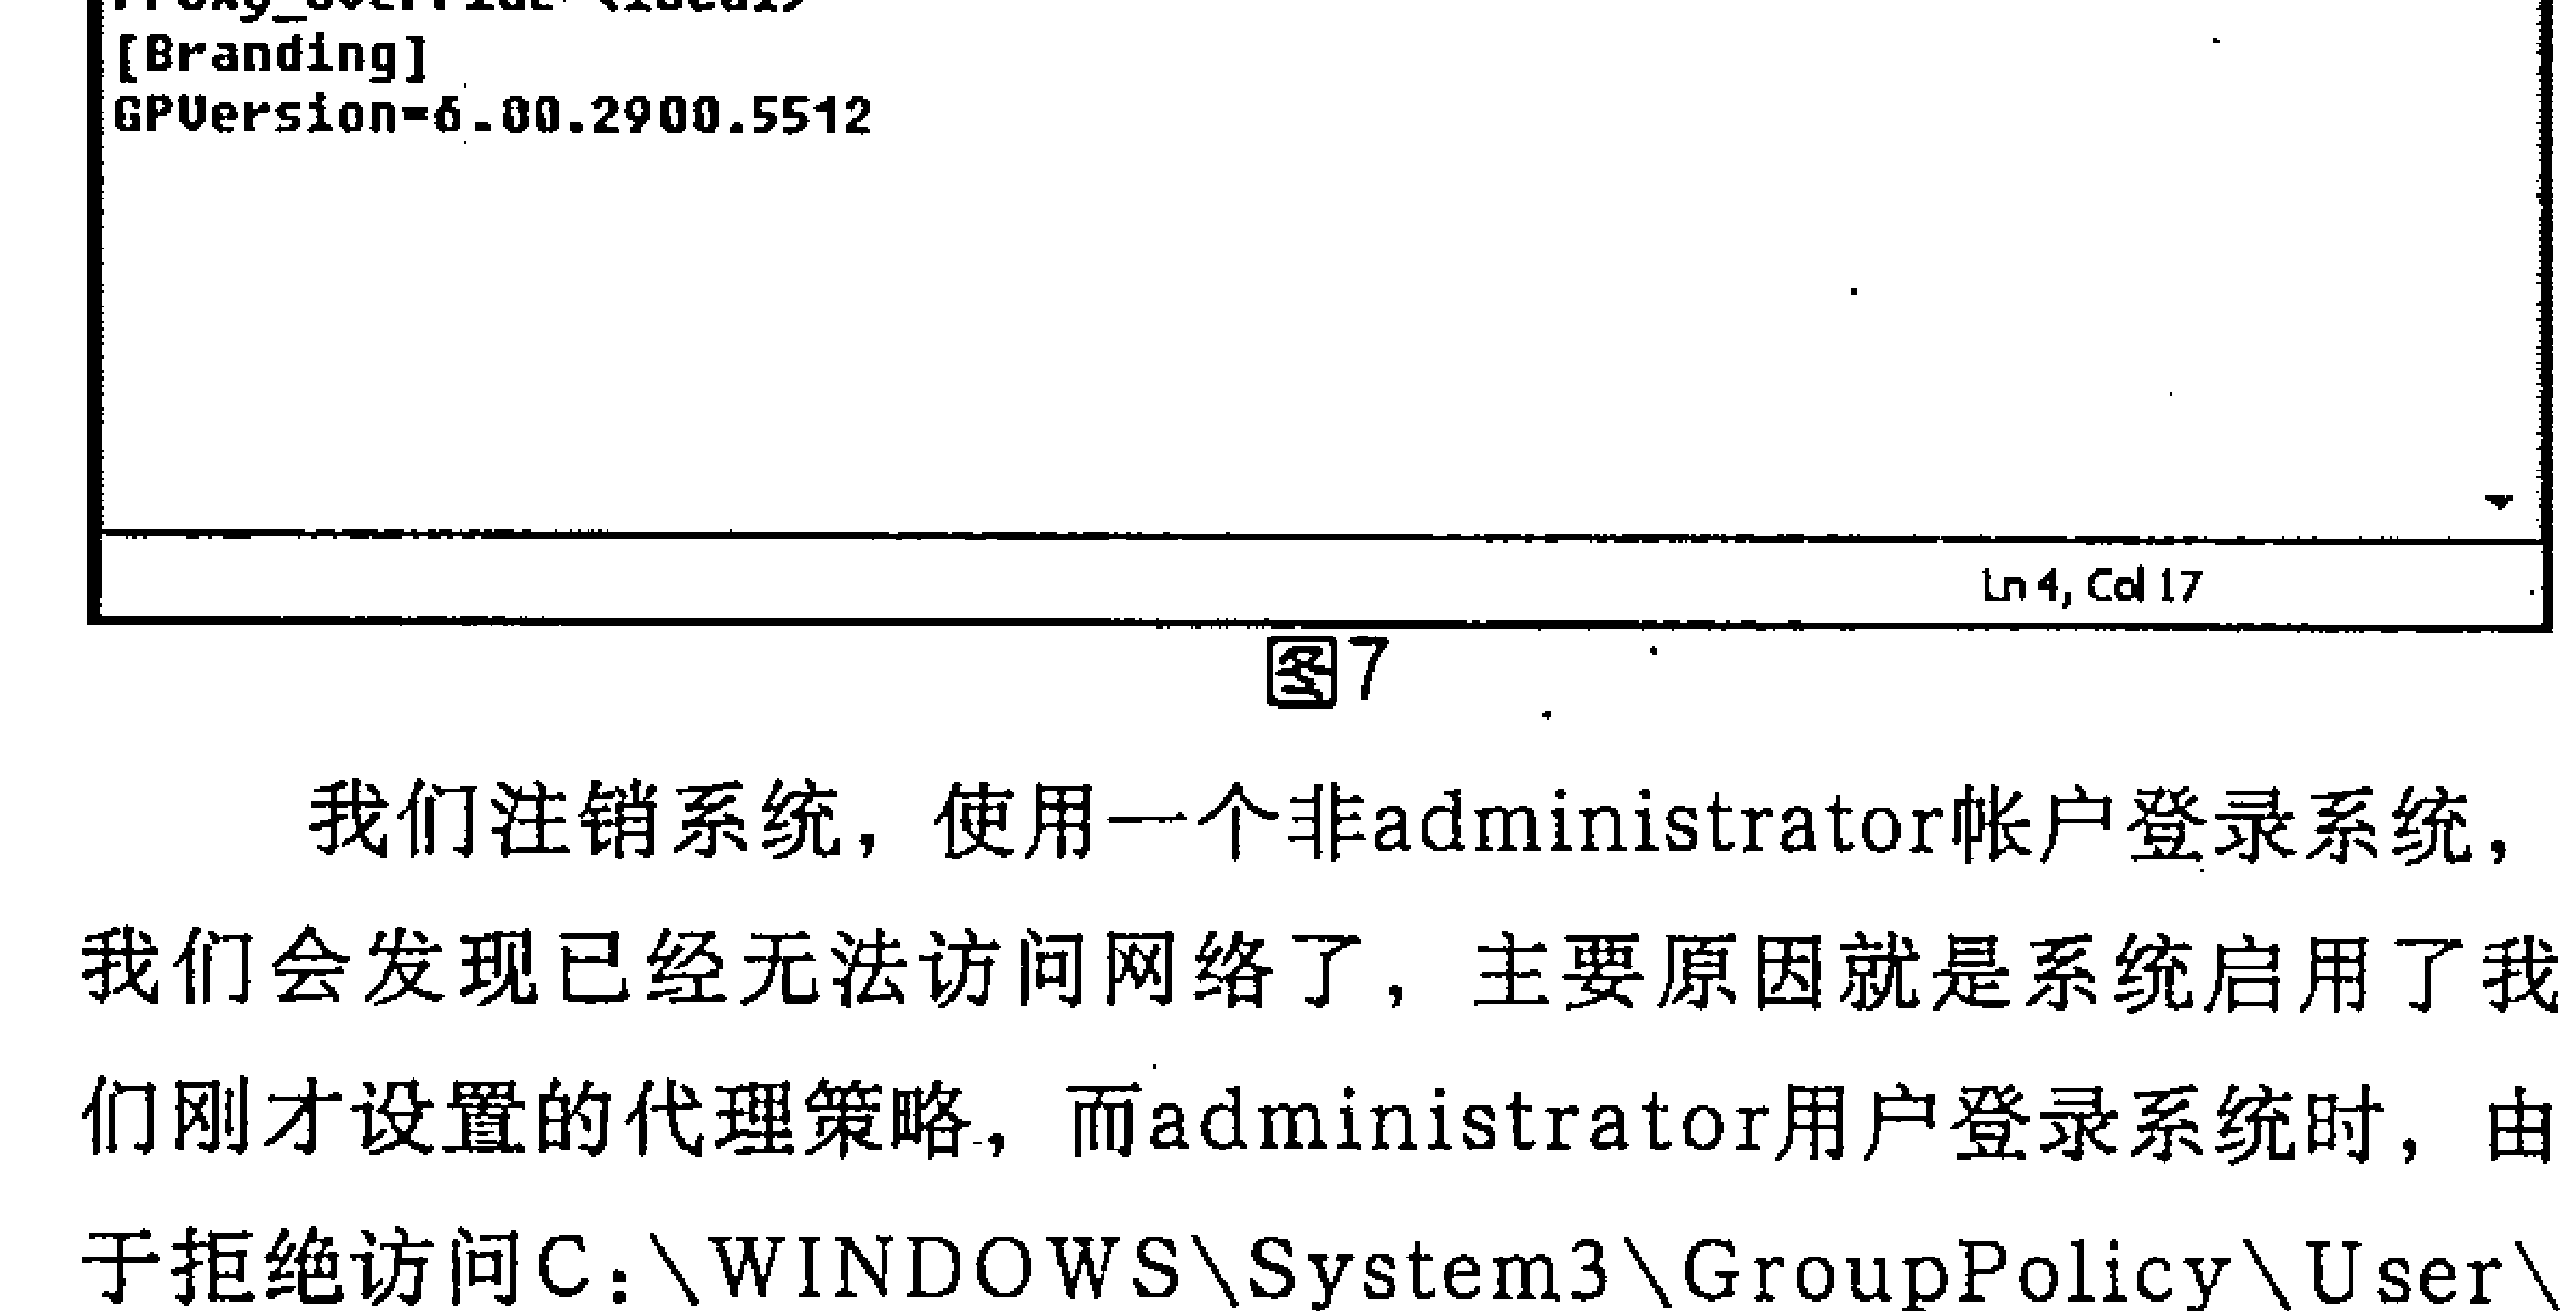 [Branding]
GPVersion=6.00.2900.5512
Ln 4, Col 17
图7
我们注销系统，使用一个非administrator帐户登录系统，
我们会发现已经无法访问网络了，主要原因就是系统启用了我
们刚才设置的代理策略，而administrator用户登录系统时，由
于拒绝访问C:\WINDOWS\System3\GroupPolicy\User\